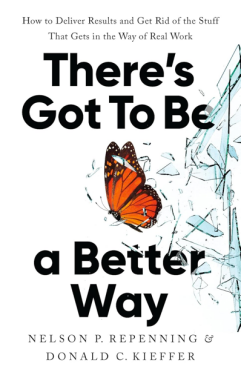 How to Deliver Results and Get Rid of the Stuff
That Gets in the Way of Real Work
There's
Got To Be
a Better
Way
NELSON P. REPENNING &
DONALD C. KIEFFER